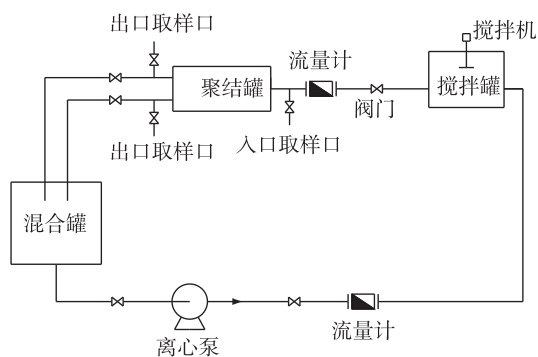 出口取样口
搅拌机
流量计
聚结罐
搅拌罐
阀门
出口取样口
入口取样口
混合罐
流量计
离心泵